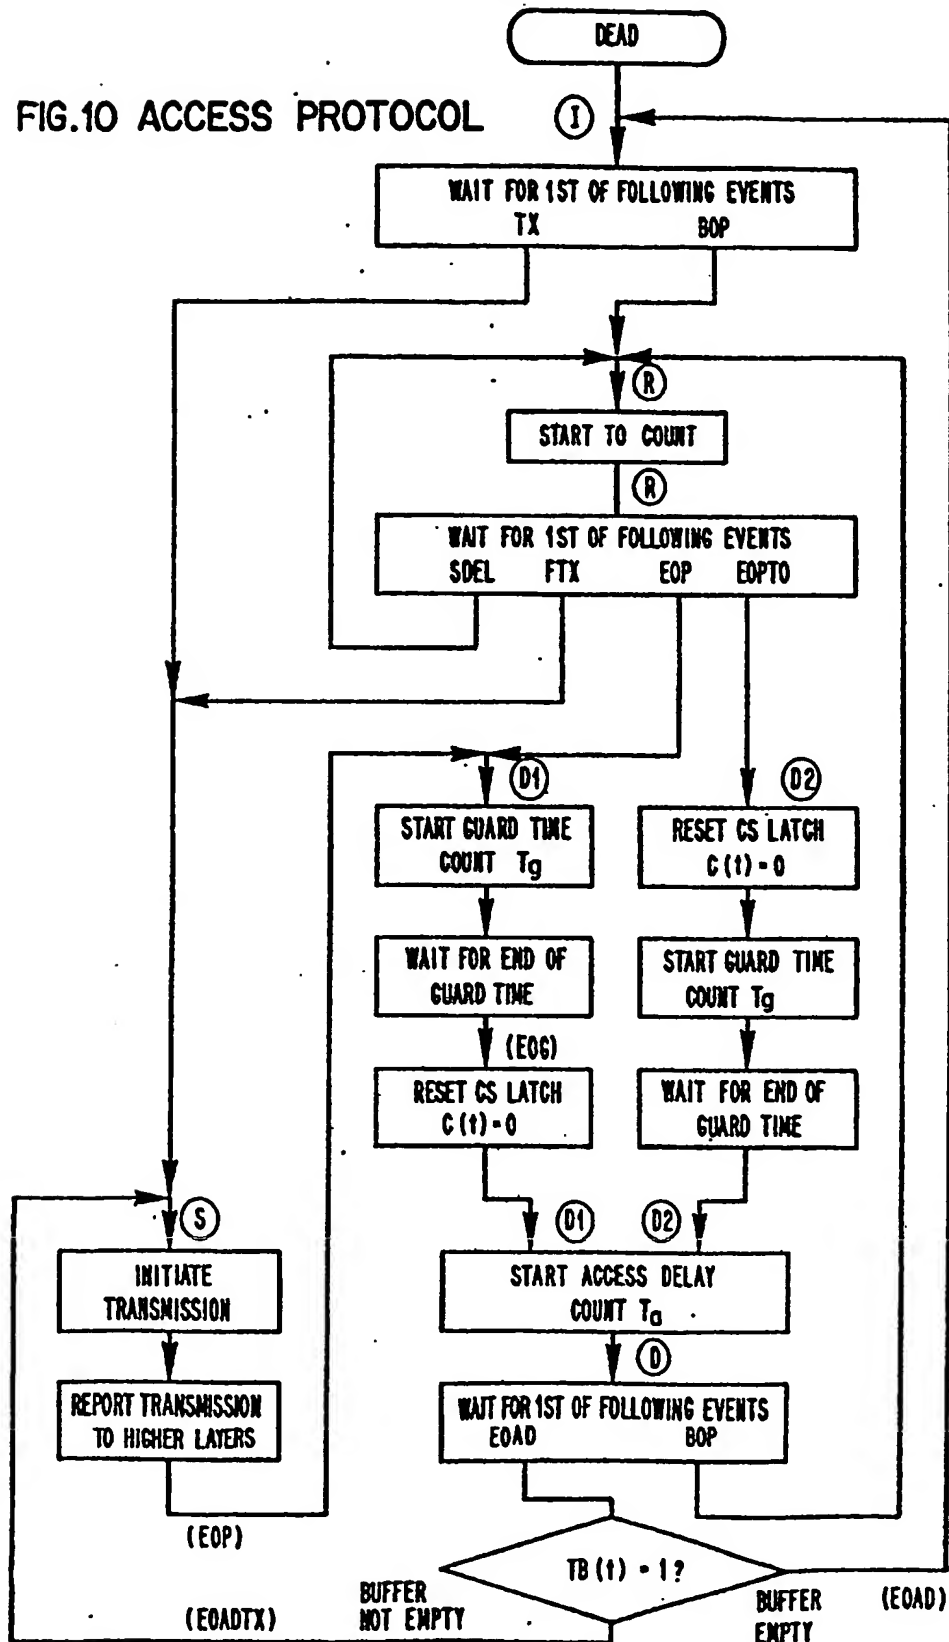 DEAD
FIG.10 ACCESS PROTOCOL
I
WAIT FOR 1ST OF FOLLOWING EVENTS
TX BOP
R
START TO COUNT
R
WAIT FOR 1ST OF FOLLOWING EVENTS
SDEL FTX EOP EOPTO
D1 D2
START GUARD TIME
COUNT Tg
RESET CS LATCH
C(t)=0
WAIT FOR END OF
GUARD TIME
START GUARD TIME
COUNT Tg
(EOG)
RESET CS LATCH
C(t)=0
WAIT FOR END OF
GUARD TIME
S
D1 D2
INITIATE
TRANSMISSION
START ACCESS DELAY
COUNT Ta
D
REPORT TRANSMISSION
TO HIGHER LAYERS
WAIT FOR 1ST OF FOLLOWING EVENTS
EOAD BOP
(EOP)
TB(t)=1?
(EOADTX)
BUFFER
NOT EMPTY
BUFFER
EMPTY
(EOAD)